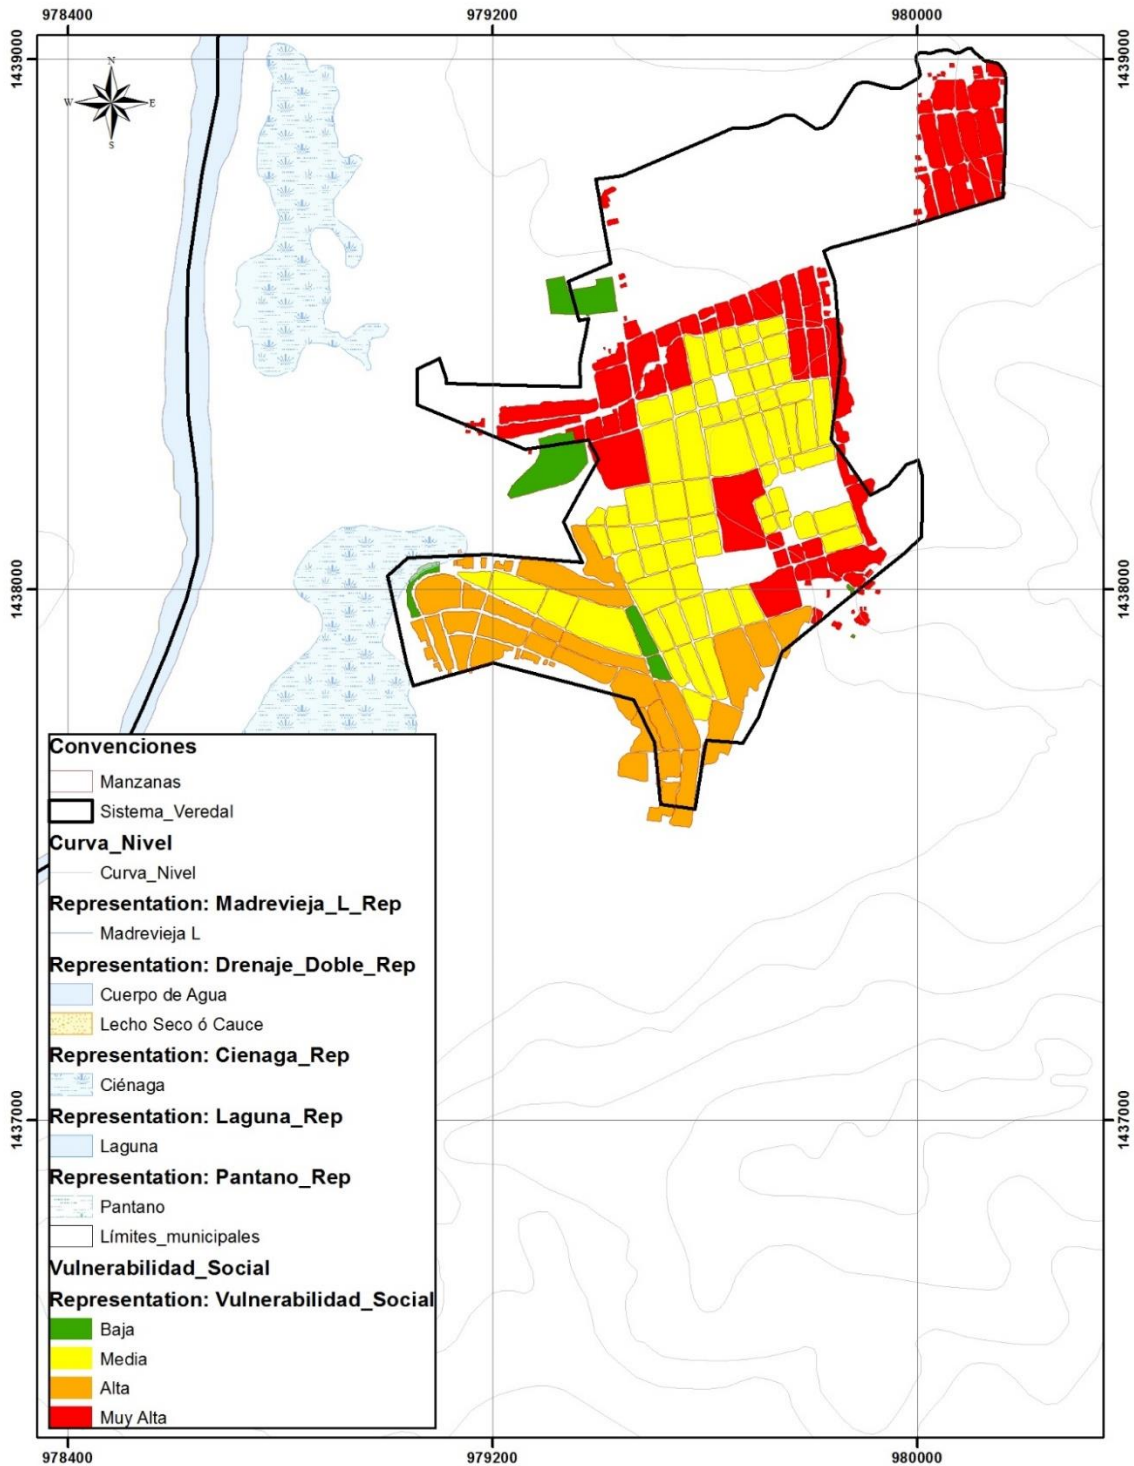 978400 979200 980000
1439000 1439000
N
W E
S
1438000 1438000
Convenciones
Manzanas
Sistema_Veredal
Curva_Nivel
Curva_Nivel
Representation: Madrevieja_L_Rep
Madrevieja L
Representation: Drenaje_Doble_Rep
Cuerpo de Agua
Lecho Seco ó Cauce
Representation: Cienaga_Rep
Ciénaga
1437000 1437000
Representation: Laguna_Rep
Laguna
Representation: Pantano_Rep
Pantano
Límites_municipales
Vulnerabilidad_Social
Representation: Vulnerabilidad_Social
Baja
Media
Alta
Muy Alta
978400 979200 980000